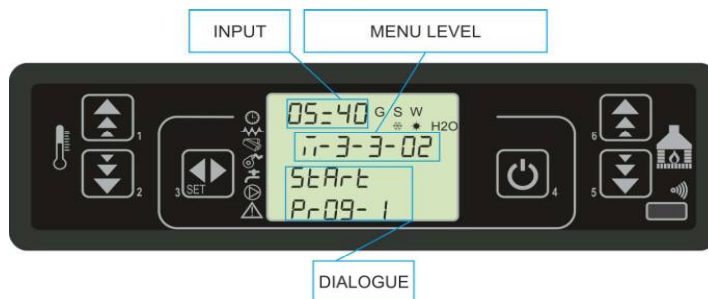 INPUT
MENU LEVEL
05:40 G S W
H2O
M-3-3-02
StArt
Pr09-1
1
2
3 SET
4
6
5
DIALOGUE